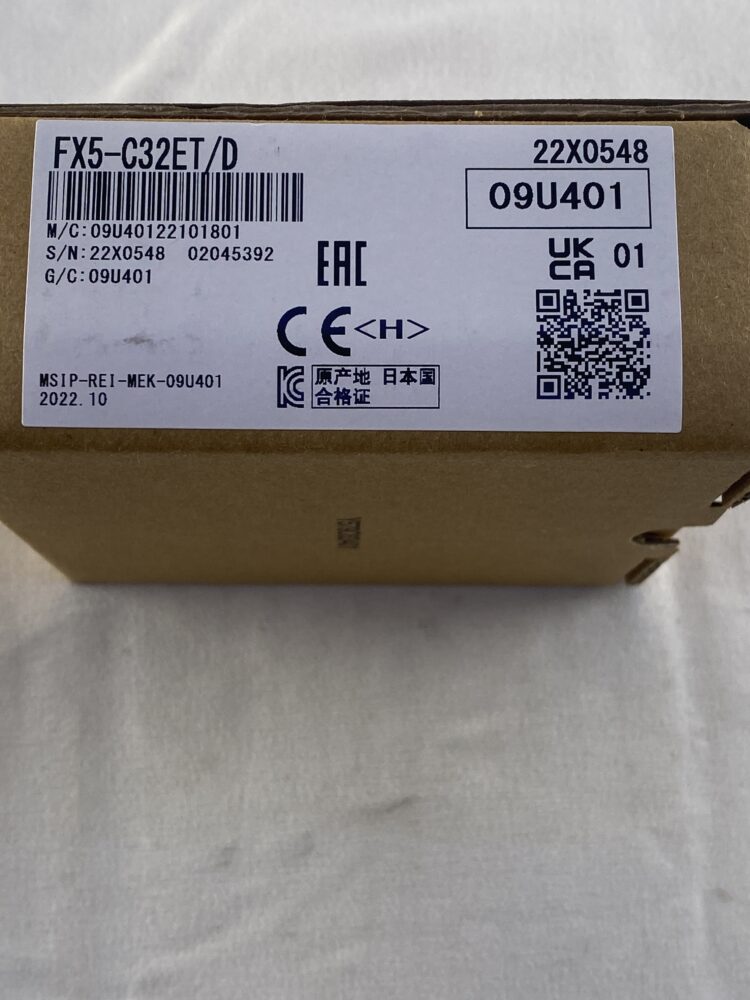 FX5-C32ET/D
22X0548
09U401
M/C:09U40122101801
S/N:22X0548 02045392
G/C:09U401
EAC
UK
CA 01
CE<H>
MSIP-REI-MEK-09U401
2022.10
原产地 日本国
合格证